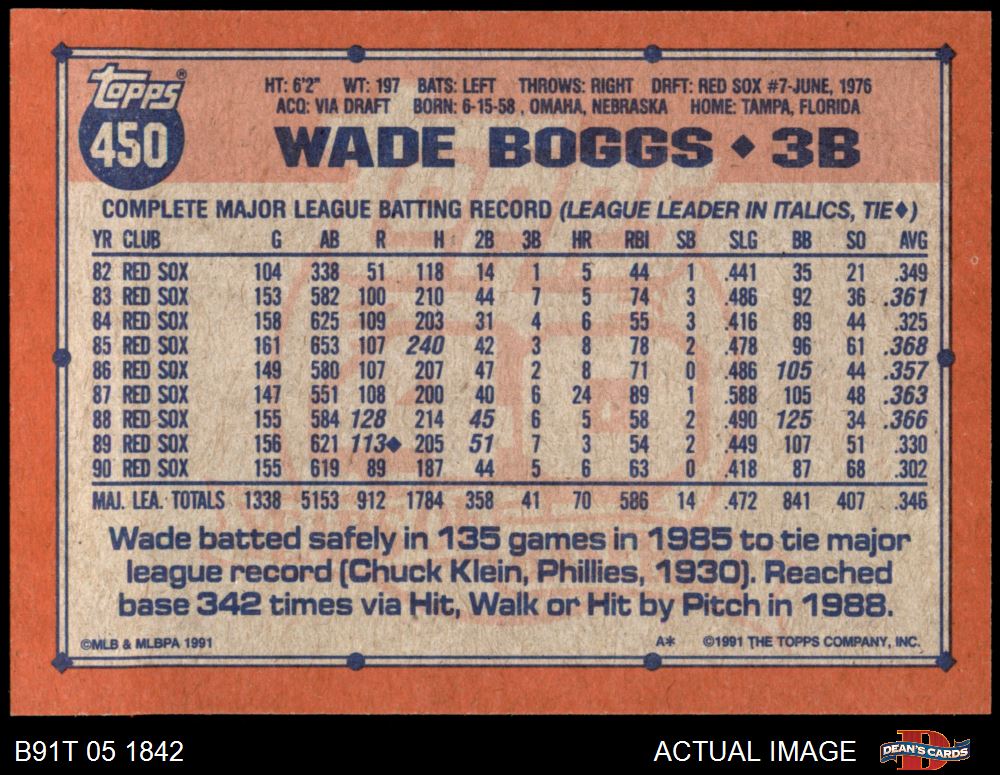 topps®
450
HT: 6'2" WT: 197 BATS: LEFT THROWS: RIGHT DRFT: RED SOX #7-JUNE, 1976
ACQ: VIA DRAFT BORN: 6-15-58 , OMAHA, NEBRASKA HOME: TAMPA, FLORIDA
WADE BOGGS ◆ 3B
COMPLETE MAJOR LEAGUE BATTING RECORD (LEAGUE LEADER IN ITALICS, TIE◆)
YR CLUB G AB R H 2B 3B HR RBI SB SLG BB SO AVG
82 RED SOX 104 338 51 118 14 1 5 44 1 .441 35 21 .349
83 RED SOX 153 582 100 210 44 7 5 74 3 .486 92 36 .361
84 RED SOX 158 625 109 203 31 4 6 55 3 .416 89 44 .325
85 RED SOX 161 653 107 240 42 3 8 78 2 .478 96 61 .368
86 RED SOX 149 580 107 207 47 2 8 71 0 .486 105 44 .357
87 RED SOX 147 551 108 200 40 6 24 89 1 .588 105 48 .363
88 RED SOX 155 584 128 214 45 6 5 58 2 .490 125 34 .366
89 RED SOX 156 621 113◆ 205 51 7 3 54 2 .449 107 51 .330
90 RED SOX 155 619 89 187 44 5 6 63 0 .418 87 68 .302
MAJ. LEA. TOTALS 1338 5153 912 1784 358 41 70 586 14 .472 841 407 .346
Wade batted safely in 135 games in 1985 to tie major
league record (Chuck Klein, Phillies, 1930). Reached
base 342 times via Hit, Walk or Hit by Pitch in 1988.
©MLB & MLBPA 1991 A* ©1991 THE TOPPS COMPANY, INC.
B91T 05 1842 ACTUAL IMAGE DEAN'S CARDS